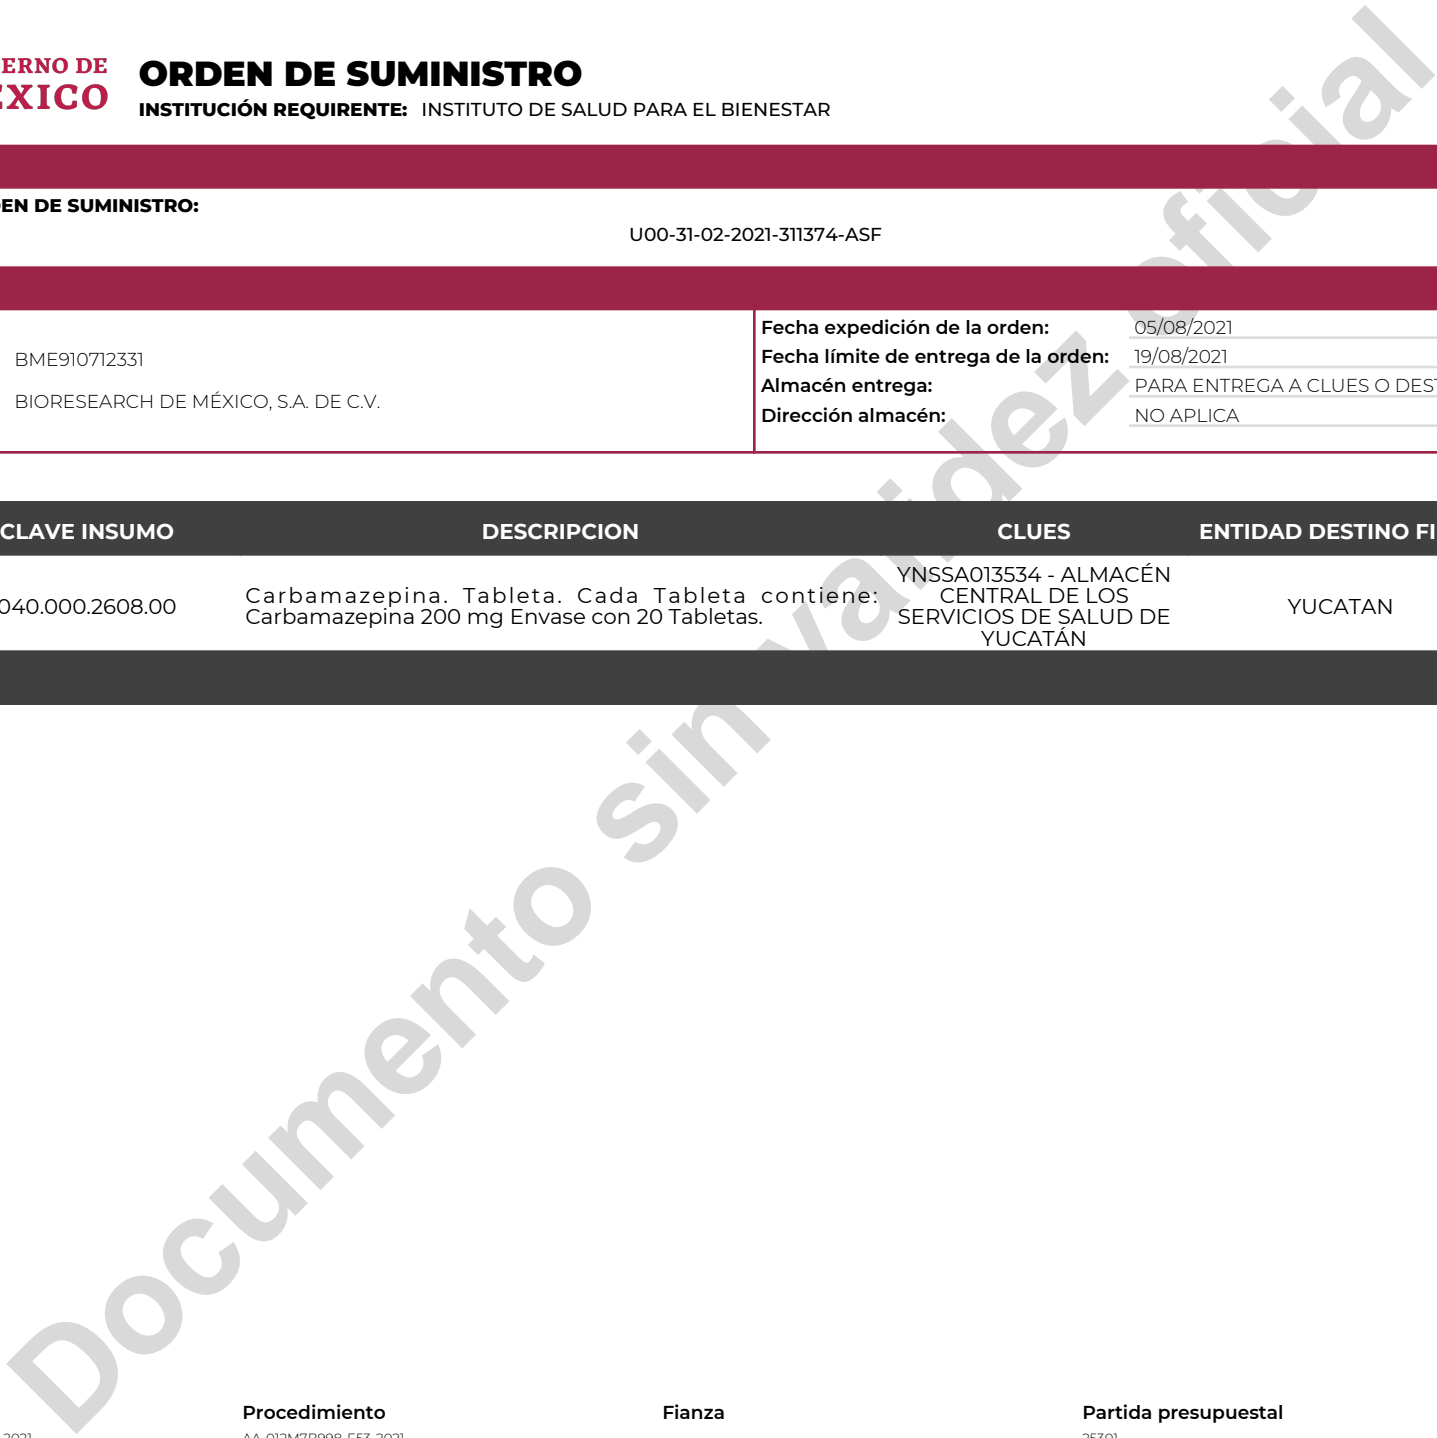 ERNO DE
ÉXICO
ORDEN DE SUMINISTRO
INSTITUCIÓN REQUIRENTE: INSTITUTO DE SALUD PARA EL BIENESTAR
EN DE SUMINISTRO:
U00-31-02-2021-311374-ASF
BME910712331
BIORESEARCH DE MÉXICO, S.A. DE C.V.
Fecha expedición de la orden: 05/08/2021
Fecha límite de entrega de la orden: 19/08/2021
Almacén entrega: PARA ENTREGA A CLUES O DEST
Dirección almacén: NO APLICA
CLAVE INSUMO DESCRIPCION CLUES ENTIDAD DESTINO FI
040.000.2608.00
Carbamazepina. Tableta. Cada Tableta contiene:
Carbamazepina 200 mg Envase con 20 Tabletas.
YNSSA013534 - ALMACÉN
CENTRAL DE LOS
SERVICIOS DE SALUD DE
YUCATÁN
YUCATAN
Documento sin validez oficial
Procedimiento Fianza Partida presupuestal